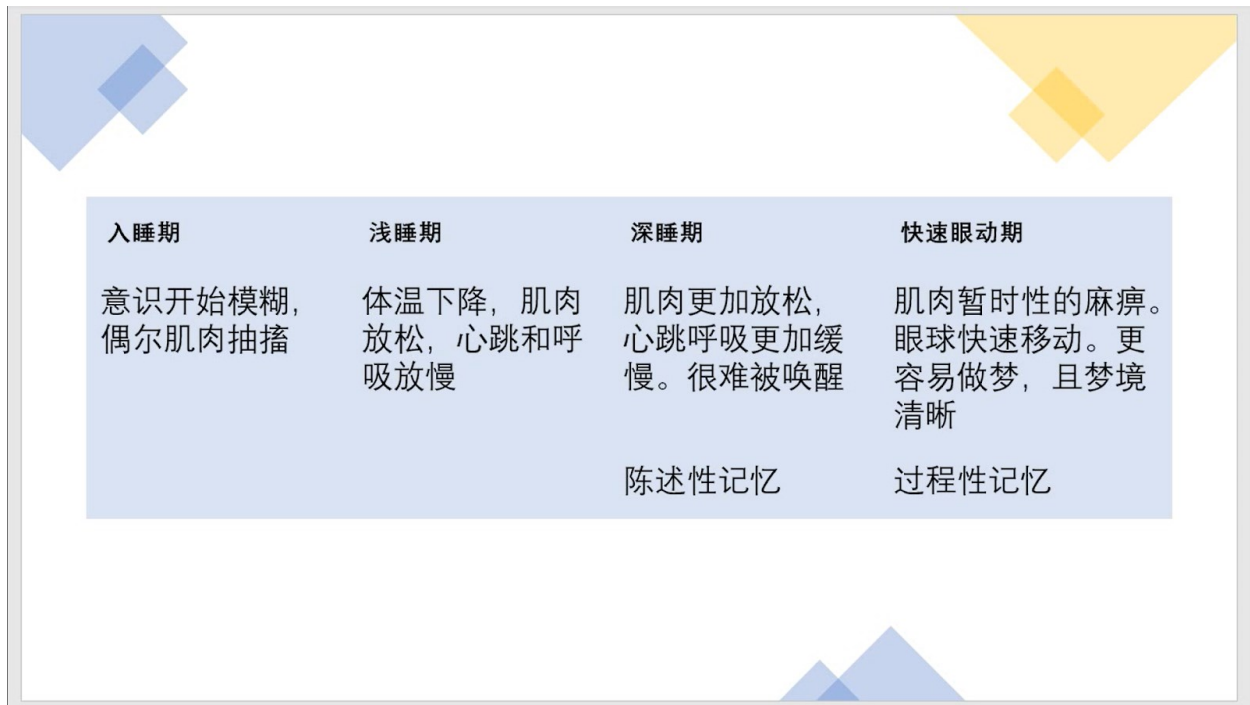 入睡期
浅睡期
深睡期
快速眼动期
意识开始模糊,
偶尔肌肉抽搐
体温下降,肌肉
放松,心跳和呼
吸放慢
肌肉更加放松,
心跳呼吸更加缓
慢。很难被唤醒
肌肉暂时性的麻痹。
眼球快速移动。更
容易做梦,且梦境
清晰
陈述性记忆
过程性记忆